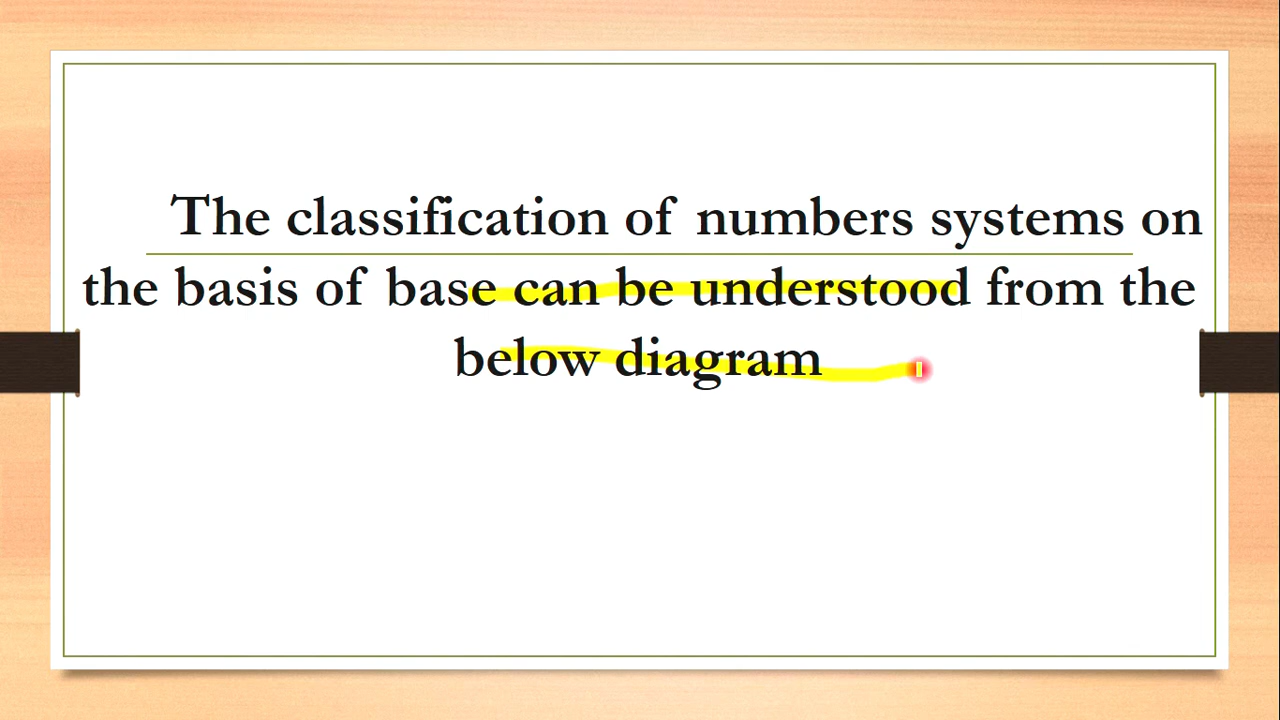 The classification of numbers systems on
the basis of base can be understood from the
below diagram